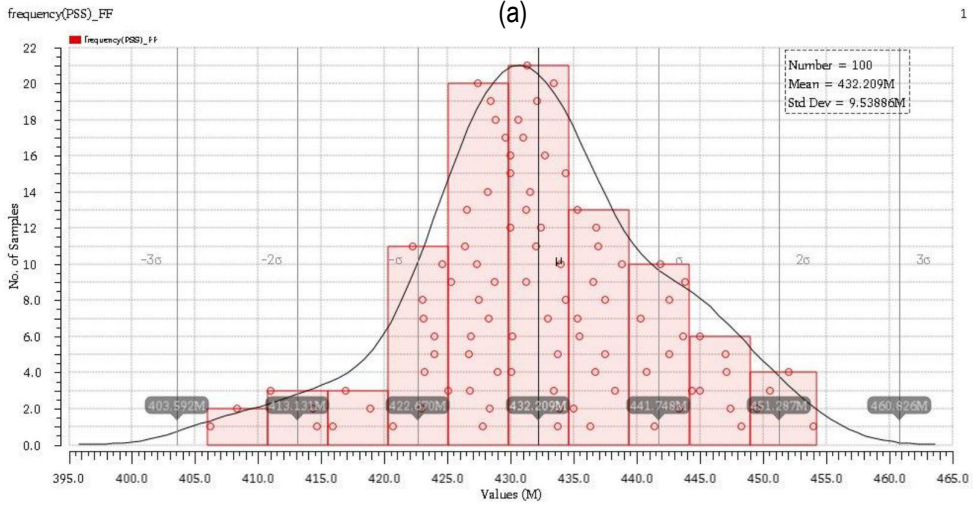 frequency(PSS)_FF
(a)
1
frequency(PSS)_FF
Number = 100
Mean = 432.209M
Std Dev = 9.53886M
No. of Samples
22
20
18
16
14
12
10
8.0
6.0
4.0
2.0
0.0
-3σ -2σ -σ μ σ 2σ 3σ
403.592M 413.131M 422.670M 432.209M 441.748M 451.287M 460.826M
395.0 400.0 405.0 410.0 415.0 420.0 425.0 430.0 435.0 440.0 445.0 450.0 455.0 460.0 465.0
Values (M)